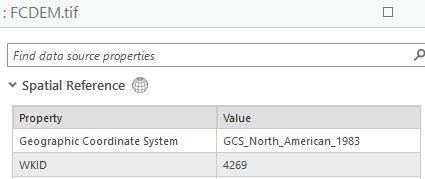 : FCDEM.tif
Find data source properties
Spatial Reference
Property Value
Geographic Coordinate System GCS_North_American_1983
WKID 4269